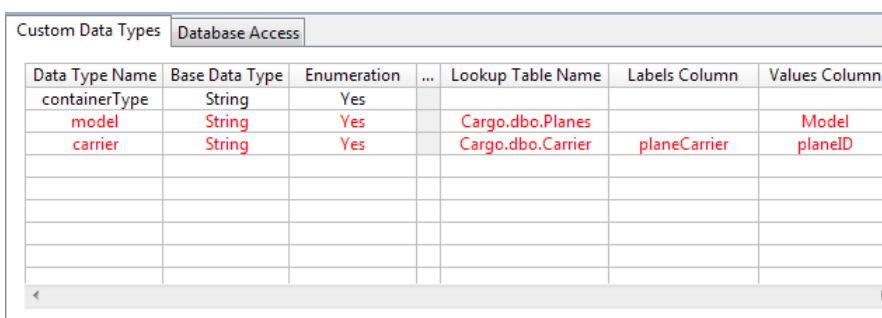 Custom Data Types Database Access
Data Type Name Base Data Type Enumeration ... Lookup Table Name Labels Column Values Column
containerType String Yes
model String Yes Cargo.dbo.Planes Model
carrier String Yes Cargo.dbo.Carrier planeCarrier planeID